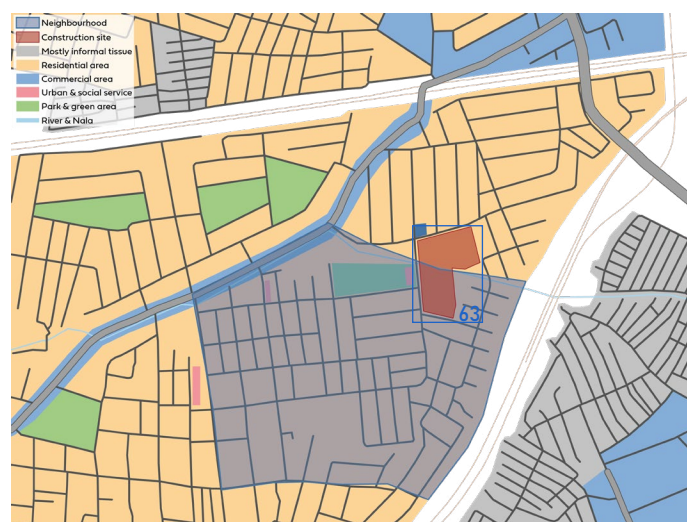 Neighbourhood
Construction site
Mostly informal tissue
Residential area
Commercial area
Urban & social service
Park & green area
River & Nala
63